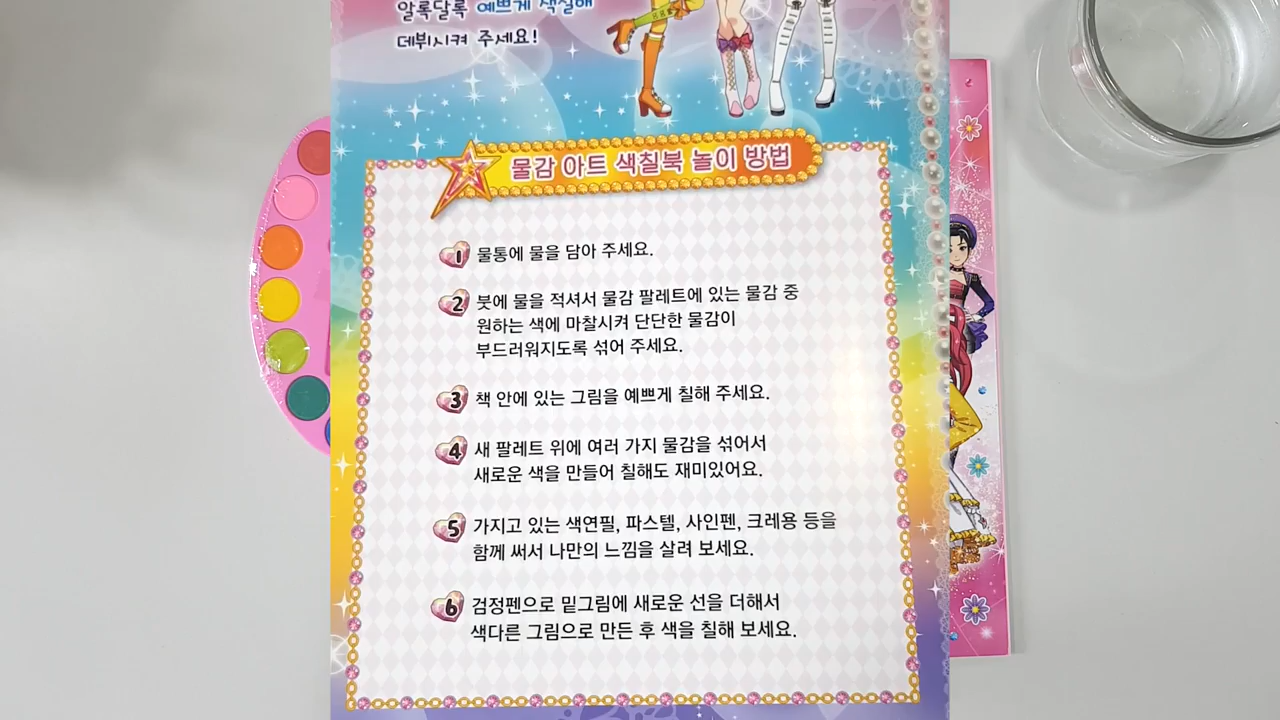 알록달록 예쁘게 색칠해
데뷔시켜 주세요!
물감 아트 색칠북 놀이 방법
1 물통에 물을 담아 주세요.
2 붓에 물을 적셔서 물감 팔레트에 있는 물감 중
원하는 색에 마찰시켜 단단한 물감이
부드러워지도록 섞어 주세요.
3 책 안에 있는 그림을 예쁘게 칠해 주세요.
4 새 팔레트 위에 여러 가지 물감을 섞어서
새로운 색을 만들어 칠해도 재미있어요.
5 가지고 있는 색연필, 파스텔, 사인펜, 크레용 등을
함께 써서 나만의 느낌을 살려 보세요.
6 검정펜으로 밑그림에 새로운 선을 더해서
색다른 그림으로 만든 후 색을 칠해 보세요.